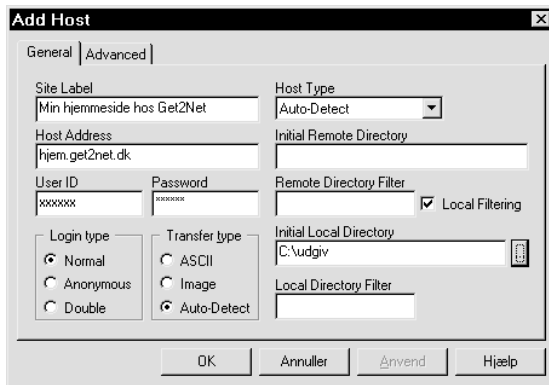 Add Host
General Advanced
Site Label
Min hjemmeside hos Get2Net
Host Address
hjem.get2net.dk
User ID Password
xxxxxx ******
Login type
Normal
Anonymous
Double
Transfer type
ASCII
Image
Auto-Detect
Host Type
Auto-Detect
Initial Remote Directory
Remote Directory Filter
Local Filtering
Initial Local Directory
C:\udgiv
Local Directory Filter
OK Annuller Anvend Hjælp